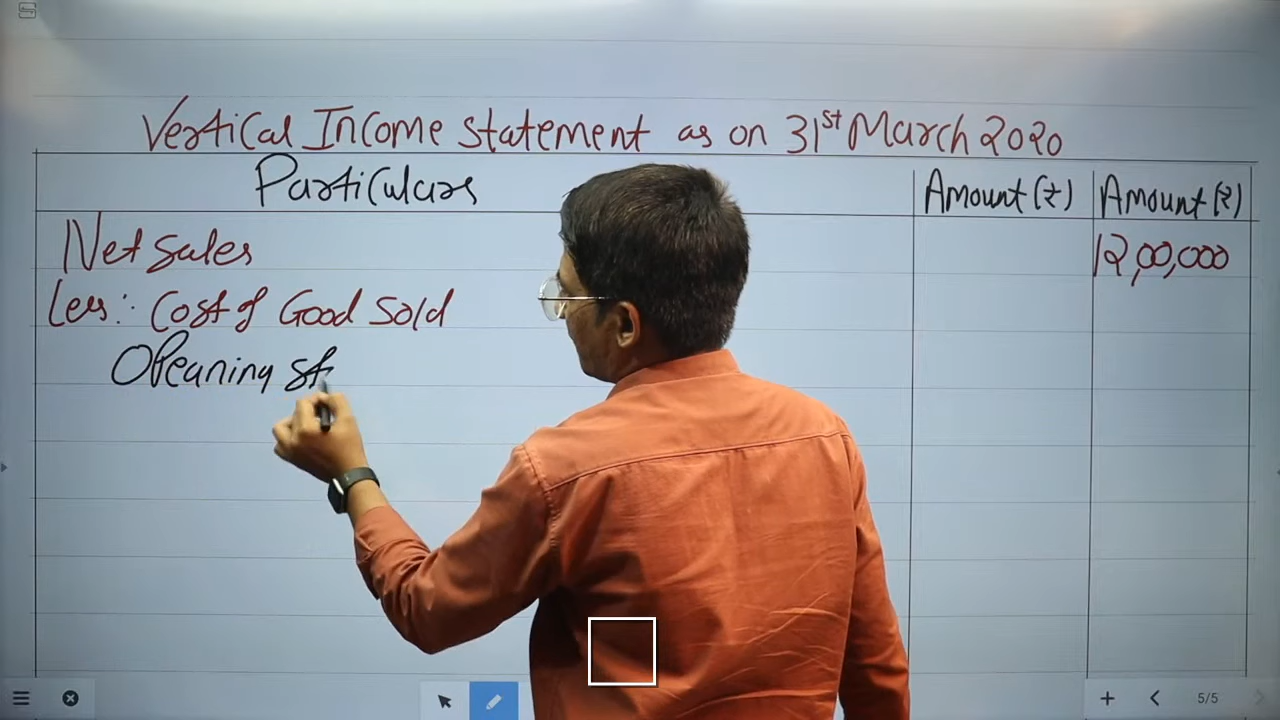 Vertical Income Statement as on 31st March 2020
Particulars Amount (₹) Amount (₹)
Net Sales 12,00,000
Less: Cost of Good Sold
Opeaning St
5/5